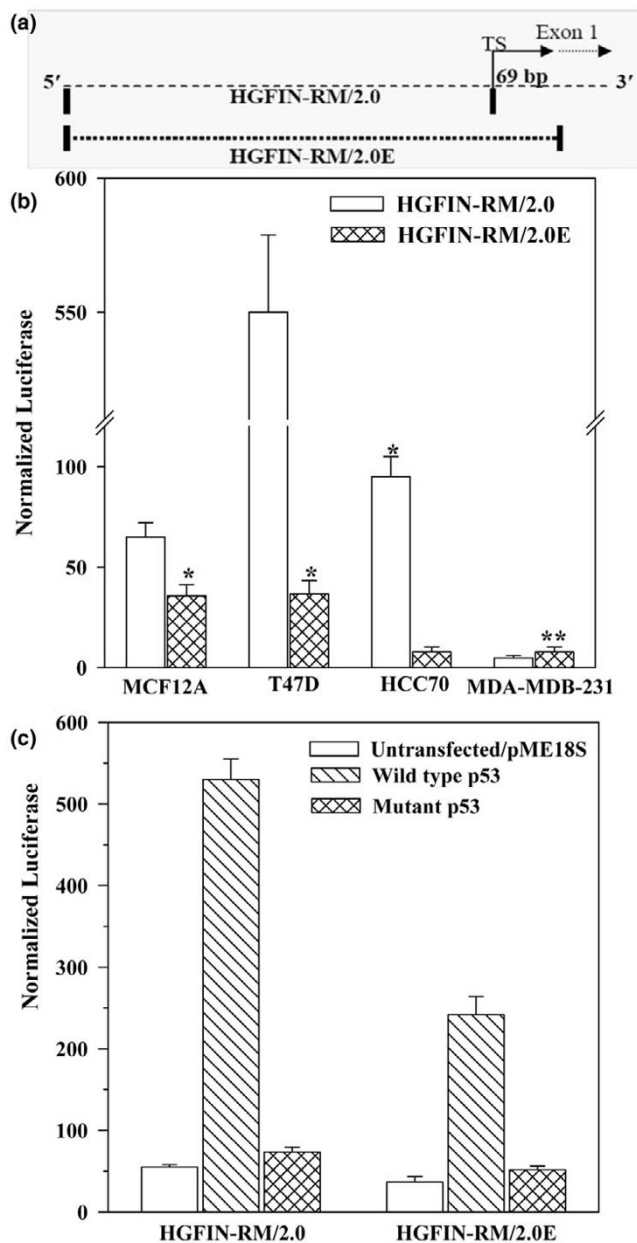 (a)
TS
Exon 1
5′
69 bp
3′
HGFIN-RM/2.0
HGFIN-RM/2.0E
(b)
600
HGFIN-RM/2.0
HGFIN-RM/2.0E
550
Normalized Luciferase
100
*
*
*
50
**
0
MCF12A
T47D
HCC70
MDA-MDB-231
(c)
600
Untransfected/pME18S
Wild type p53
Mutant p53
500
Normalized Luciferase
400
300
200
100
0
HGFIN-RM/2.0
HGFIN-RM/2.0E